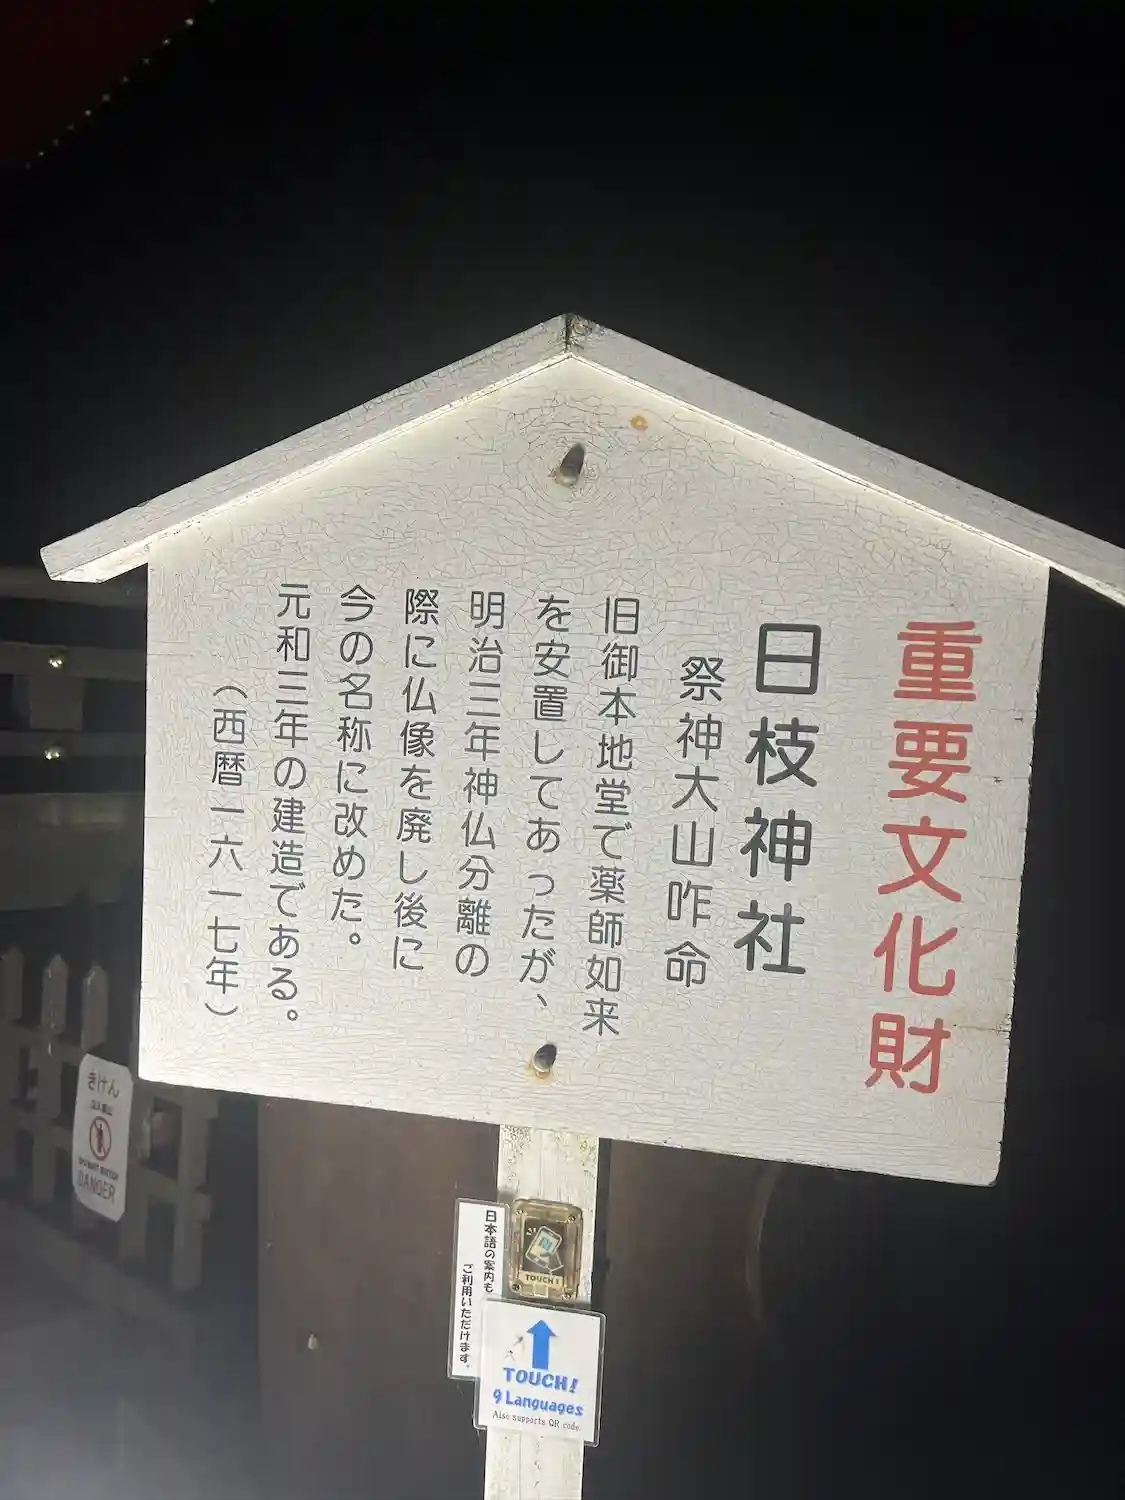 重要文化財
日枝神社
祭神大山咋命
旧御本地堂で薬師如来
を安置してあったが、
明治三年神仏分離の
際に仏像を廃し後に
今の名称に改めた。
元和三年の建造である。
(西暦一六一七年)
きけん
DANGER
日本語の案内も
ご利用いただけます。
TOUCH!
TOUCH!
9 Languages
Also supports QR code.